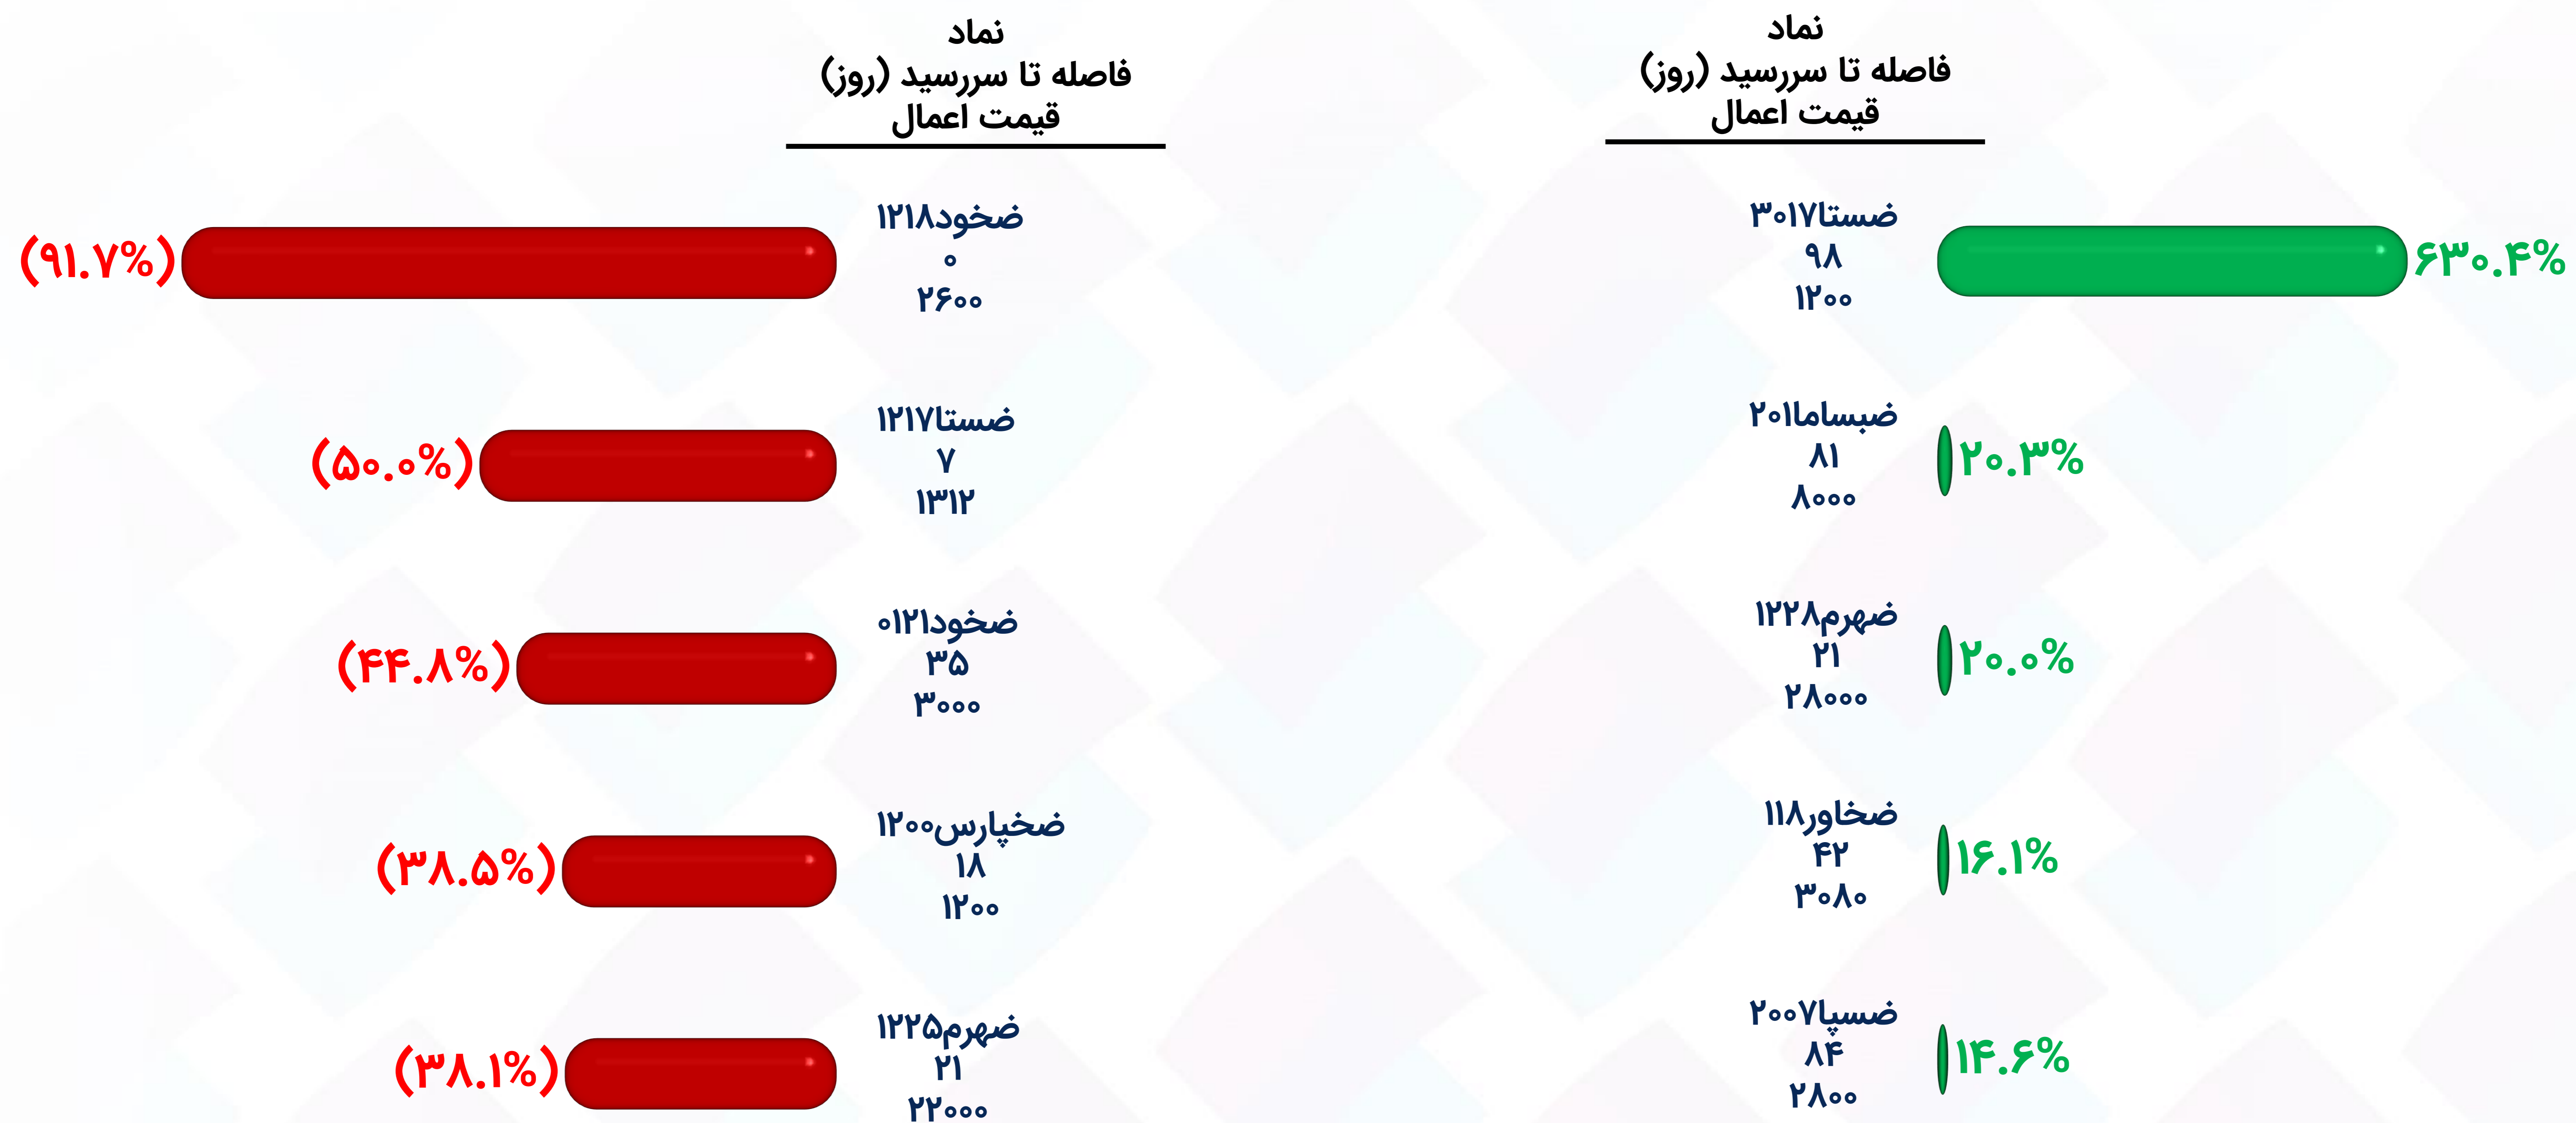 نماد
فاصله تا سررسید (روز)
قیمت اعمال
ضستا۳۰۱۷
۹۸
۱۲۰۰
۶۳۰.۴%
ضبساما۲۰۱
۸۱
۸۰۰۰
۲۰.۳%
ضهرم۱۲۲۸
۲۱
۲۸۰۰۰
۲۰.۰%
ضخاور۱۱۸
۴۲
۳۰۸۰
۱۶.۱%
ضسپا۲۰۰۷
۸۴
۲۸۰۰
۱۴.۶%
نماد
فاصله تا سررسید (روز)
قیمت اعمال
ضخود۱۲۱۸
۰
۲۶۰۰
(۹۱.۷%)
ضستا۱۲۱۷
۷
۱۳۱۲
(۵۰.۰%)
ضخود۰۱۲۱
۳۵
۳۰۰۰
(۴۴.۸%)
ضخپارس۱۲۰۰
۱۸
۱۲۰۰
(۳۸.۵%)
ضهرم۱۲۲۵
۲۱
۲۲۰۰۰
(۳۸.۱%)